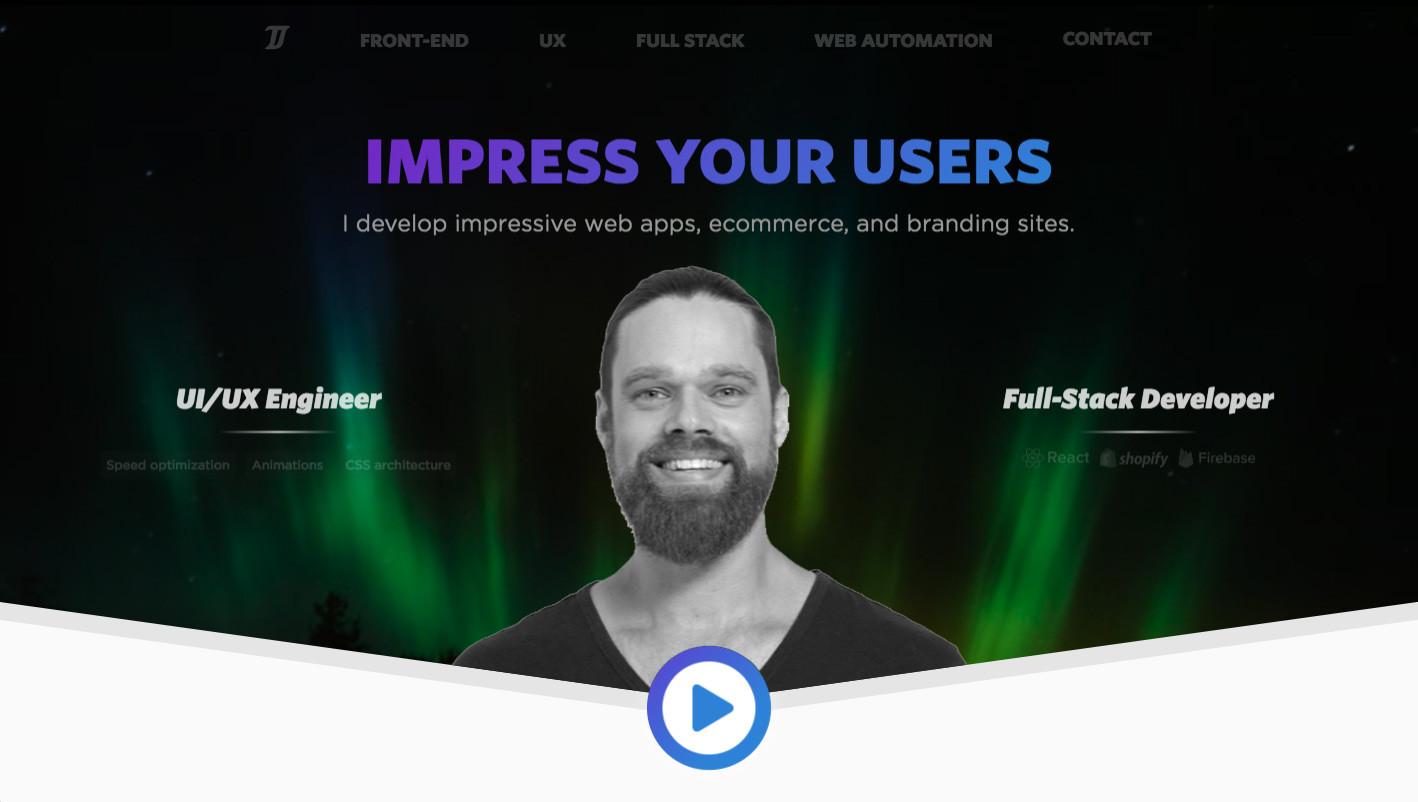 FRONT-END UX FULL STACK WEB AUTOMATION CONTACT
IMPRESS YOUR USERS
I develop impressive web apps, ecommerce, and branding sites.
UI/UX Engineer
Speed optimization Animations CSS architecture
Full-Stack Developer
React shopify Firebase